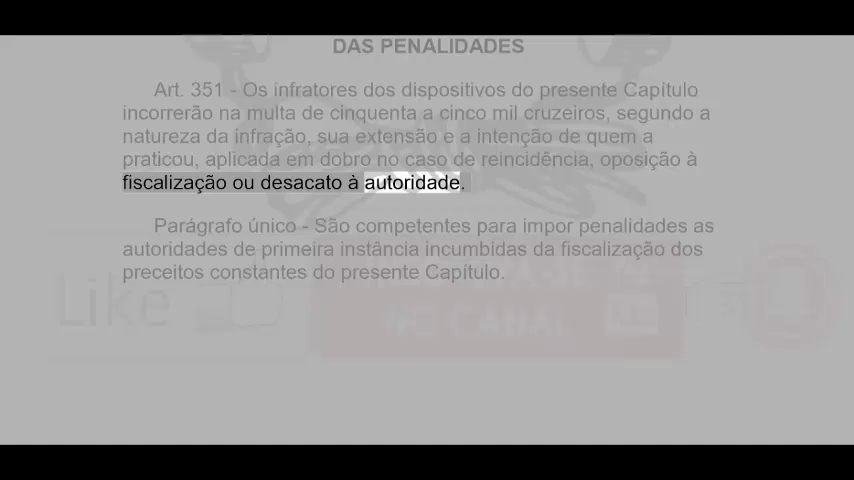 DAS PENALIDADES
Art. 351 - Os infratores dos dispositivos do presente Capítulo
incorrerão na multa de cinquenta a cinco mil cruzeiros, segundo a
natureza da infração, sua extensão e a intenção de quem a
praticou, aplicada em dobro no caso de reincidência, oposição à
fiscalização ou desacato à autoridade.
Parágrafo único - São competentes para impor penalidades as
autoridades de primeira instância incumbidas da fiscalização dos
preceitos constantes do presente Capítulo.
Like
NO CANAL